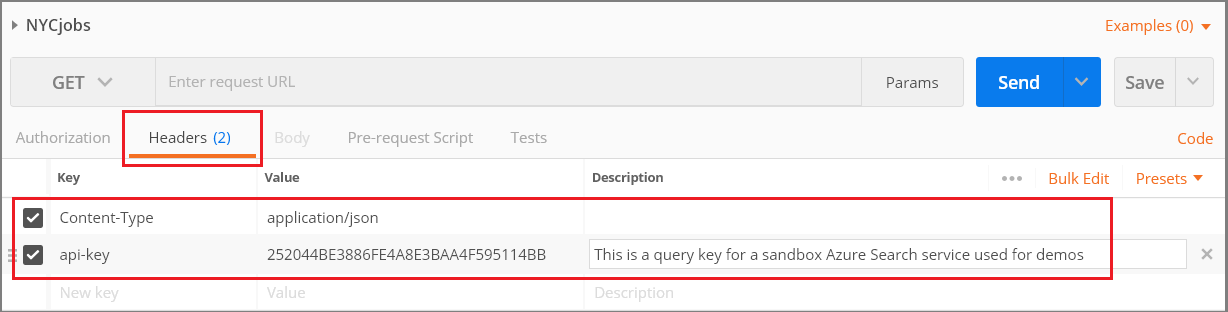 NYCjobs Examples (0)
GET Enter request URL Params Send Save
Authorization Headers (2) Body Pre-request Script Tests Code
Key Value Description ••• Bulk Edit Presets
Content-Type application/json
api-key 252044BE3886FE4A8E3BAA4F595114BB This is a query key for a sandbox Azure Search service used for demos
New key Value Description